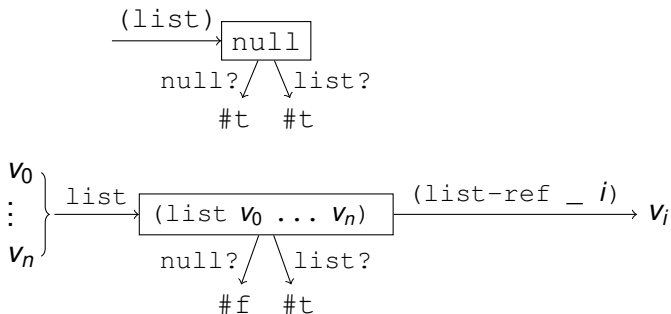 (list)
null
null? list?
#t #t
v0
⋮
vn
list
(list v0 ... vn)
(list-ref _ i)
vi
null? list?
#f #t